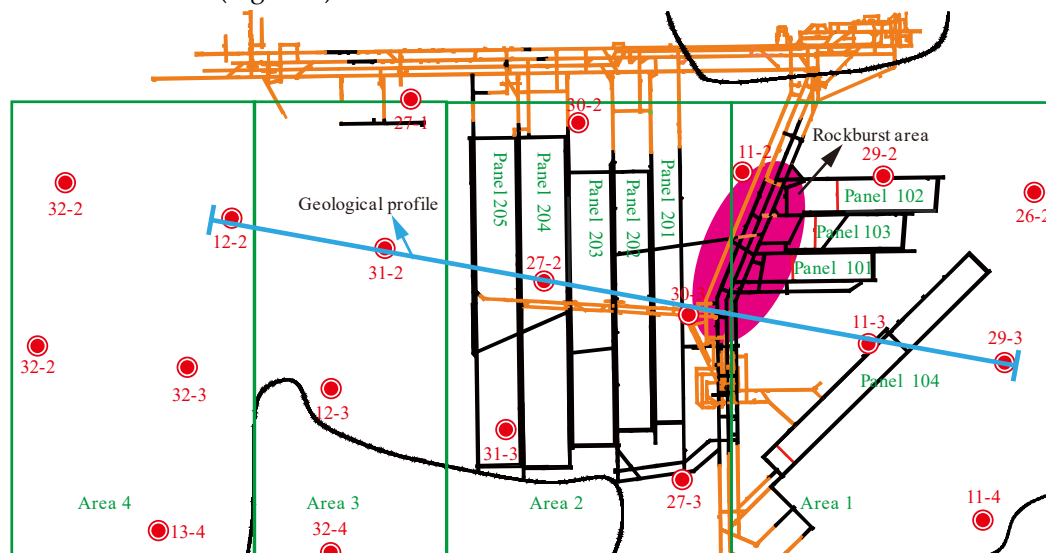 27-1
30-2
Rockburst area
11-2
29-2
32-2
Panel 205
Panel 204
Panel 203
Panel 202
Panel 201
Panel 102
26-2
Geological profile
12-2
Panel 103
31-2
27-2
Panel 101
11-3
29-3
32-2
32-3
Panel 104
12-3
31-3
27-3
Area 4
Area 3
Area 2
Area 1
11-4
13-4
32-4